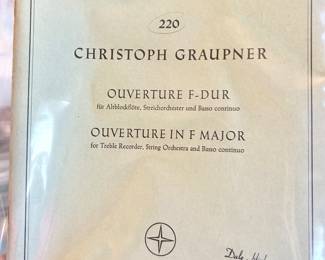 220
CHRISTOPH GRAUPNER
OUVERTURE F-DUR
für Altblockflöte, Streichorchester und Basso continuo
OUVERTURE IN F MAJOR
for Treble Recorder, String Orchestra and Basso continuo